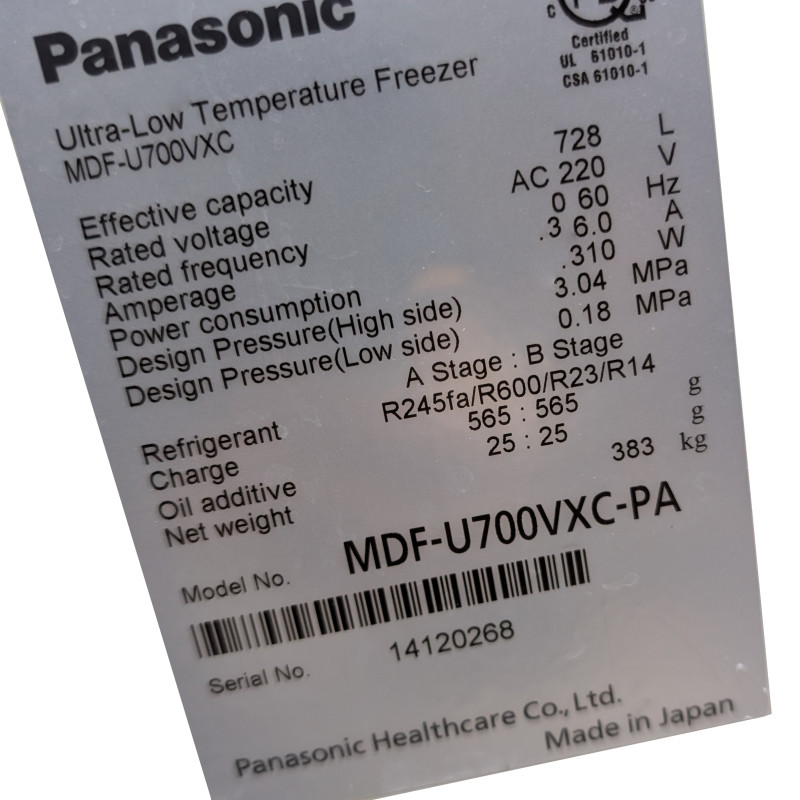 Panasonic
c
Certified
UL 61010-1
CSA 61010-1
Ultra-Low Temperature Freezer
MDF-U700VXC
Effective capacity 728 L
Rated voltage AC 220 V
Rated frequency 0 60 Hz
Amperage .3 6.0 A
Power consumption .310 W
Design Pressure(High side) 3.04 MPa
Design Pressure(Low side) 0.18 MPa
A Stage : B Stage
Refrigerant R245fa/R600/R23/R14
Charge 565 : 565 g
Oil additive 25 : 25 g
Net weight 383 kg
Model No. MDF-U700VXC-PA
Serial No. 14120268
Panasonic Healthcare Co., Ltd.
Made in Japan